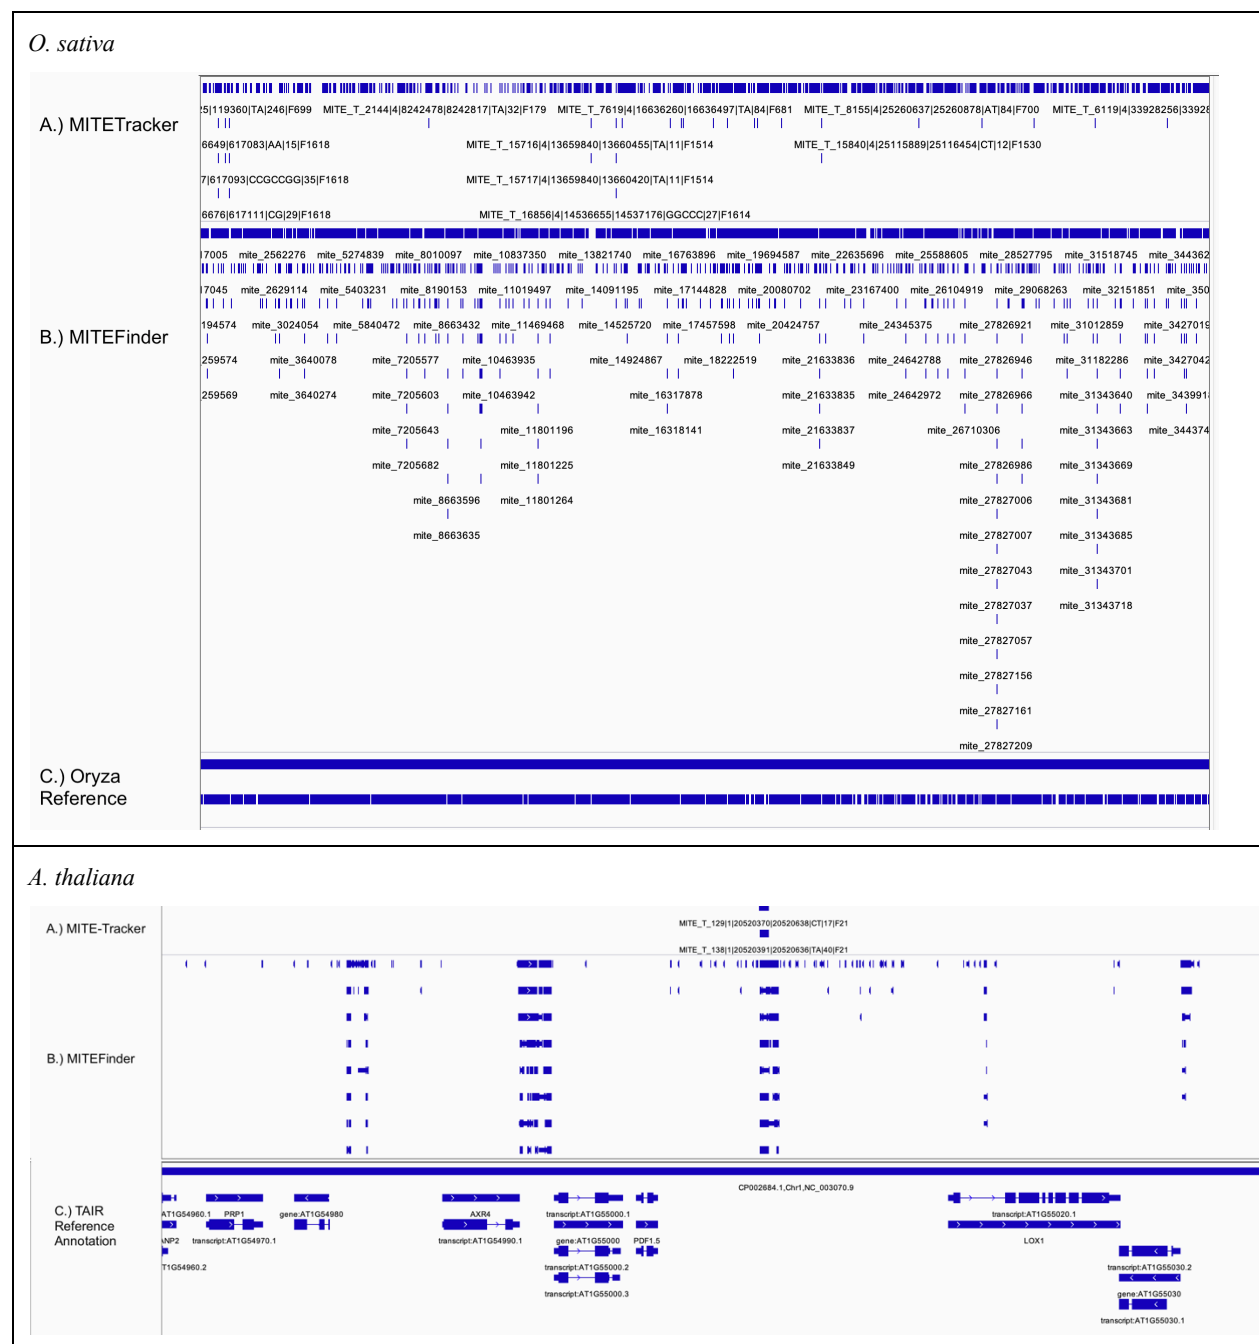 O. sativa
A.) MITETracker
25|119360|TA|246|F699 MITE_T_2144|4|8242478|8242817|TA|32|F179 MITE_T_7619|4|16636260|16636497|TA|84|F681 MITE_T_8155|4|25260637|25260878|AT|84|F700 MITE_T_6119|4|33928256|33928
6649|617083|AA|15|F1618 MITE_T_15716|4|13659840|13660455|TA|11|F1514 MITE_T_15840|4|25115889|25116454|CT|12|F1530
7|617093|CCGCCGG|35|F1618 MITE_T_15717|4|13659840|13660420|TA|11|F1514
6676|617111|CG|29|F1618 MITE_T_16856|4|14536655|14537176|GGCCC|27|F1614
B.) MITEFinder
17005 mite_2562276 mite_5274839 mite_8010097 mite_10837350 mite_13821740 mite_16763896 mite_19694587 mite_22635696 mite_25588605 mite_28527795 mite_31518745 mite_344362
17045 mite_2629114 mite_5403231 mite_8190153 mite_11019497 mite_14091195 mite_17144828 mite_20080702 mite_23167400 mite_26104919 mite_29068263 mite_32151851 mite_350
194574 mite_3024054 mite_5840472 mite_8663432 mite_11469468 mite_14525720 mite_17457598 mite_20424757 mite_24345375 mite_27826921 mite_31012859 mite_3427019
259574 mite_3640078 mite_7205577 mite_10463935 mite_14924867 mite_18222519 mite_21633836 mite_24642788 mite_27826946 mite_31182286 mite_3427042
259569 mite_3640274 mite_7205603 mite_10463942 mite_16317878 mite_21633835 mite_24642972 mite_27826966 mite_31343640 mite_3439918
mite_7205643 mite_11801196 mite_16318141 mite_21633837 mite_26710306 mite_31343663 mite_344374
mite_7205682 mite_11801225 mite_21633849 mite_27826986 mite_31343669
mite_8663596 mite_11801264 mite_27827006 mite_31343681
mite_8663635 mite_27827007 mite_31343685
mite_27827043 mite_31343701
mite_27827037 mite_31343718
mite_27827057
mite_27827156
mite_27827161
mite_27827209
C.) Oryza
Reference
A. thaliana
A.) MITE-Tracker
MITE_T_129|1|20520370|20520638|CT|17|F21
MITE_T_138|1|20520391|20520636|TA|40|F21
B.) MITEFinder
C.) TAIR
Reference
Annotation
CP002684.1,Chr1,NC_003070.9
AT1G54960.1 PRP1 gene:AT1G54980 AXR4 transcript:AT1G55000.1 transcript:AT1G55020.1
ANP2 transcript:AT1G54970.1 transcript:AT1G54990.1 gene:AT1G55000 PDF1.5 LOX1
T1G54960.2 transcript:AT1G55000.2 transcript:AT1G55030.2
transcript:AT1G55000.3 gene:AT1G55030
transcript:AT1G55030.1